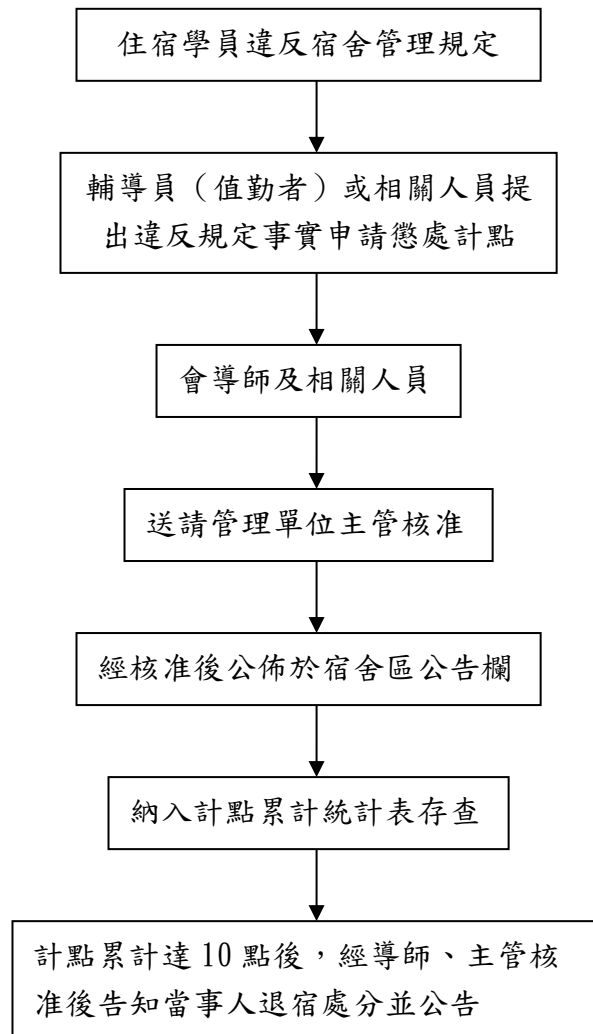 住宿學員違反宿舍管理規定
輔導員（值勤者）或相關人員提
出違反規定事實申請懲處計點
會導師及相關人員
送請管理單位主管核准
經核准後公佈於宿舍區公告欄
納入計點累計統計表存查
計點累計達 10 點後，經導師、主管核
准後告知當事人退宿處分並公告